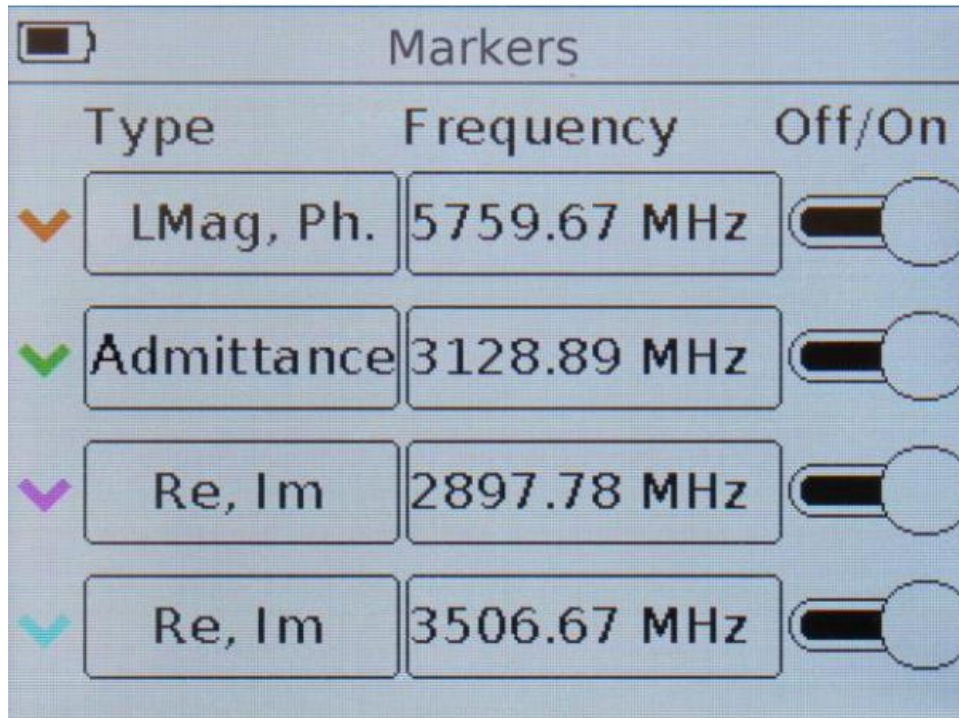 Markers
Type Frequency Off/On
LMag, Ph. 5759.67 MHz
Admittance 3128.89 MHz
Re, Im 2897.78 MHz
Re, Im 3506.67 MHz